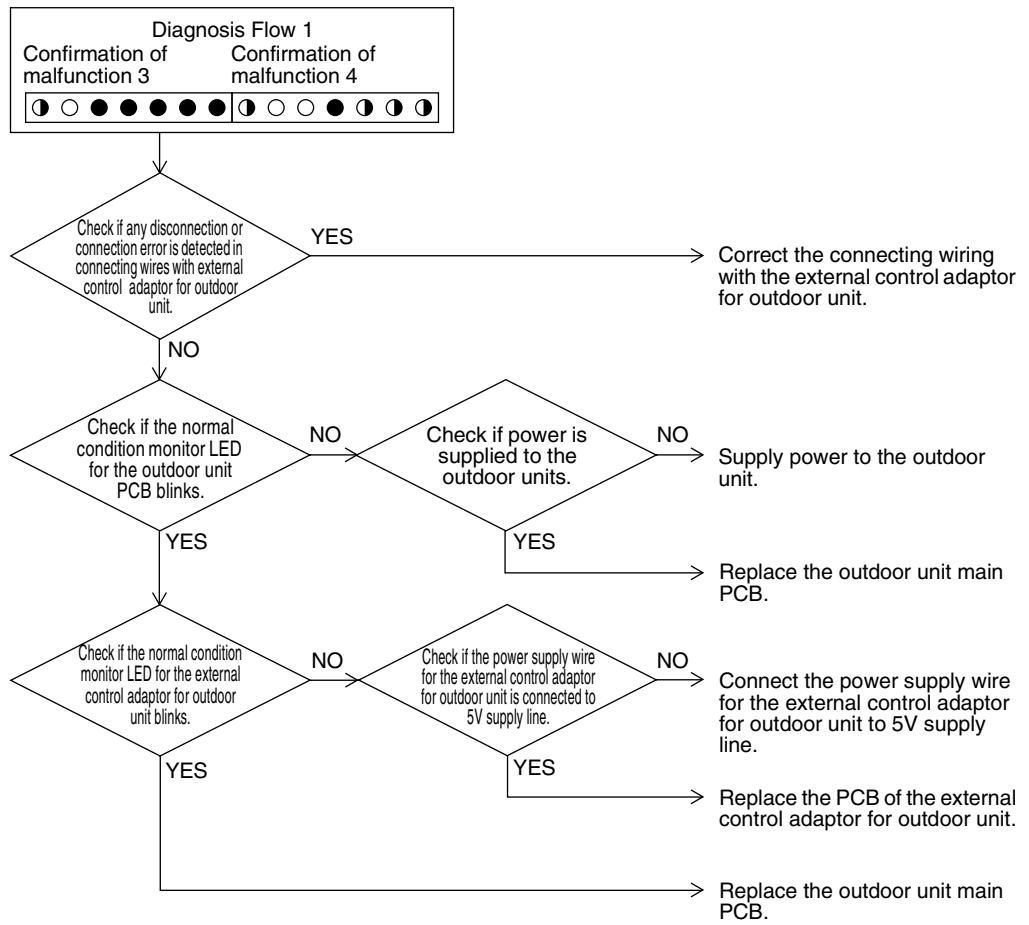 Diagnosis Flow 1
Confirmation of
malfunction 3
Confirmation of
malfunction 4
Check if any disconnection or
connection error is detected in
connecting wires with external
control adaptor for outdoor
unit.
YES
Correct the connecting wiring
with the external control adaptor
for outdoor unit.
NO
Check if the normal
condition monitor LED
for the outdoor unit
PCB blinks.
NO
Check if power is
supplied to the
outdoor units.
NO
Supply power to the outdoor
unit.
YES
YES
Replace the outdoor unit main
PCB.
Check if the normal condition
monitor LED for the external
control adaptor for outdoor
unit blinks.
NO
Check if the power supply wire
for the external control adaptor
for outdoor unit is connected to
5V supply line.
NO
Connect the power supply wire
for the external control adaptor
for outdoor unit to 5V supply
line.
YES
YES
Replace the PCB of the external
control adaptor for outdoor unit.
Replace the outdoor unit main
PCB.